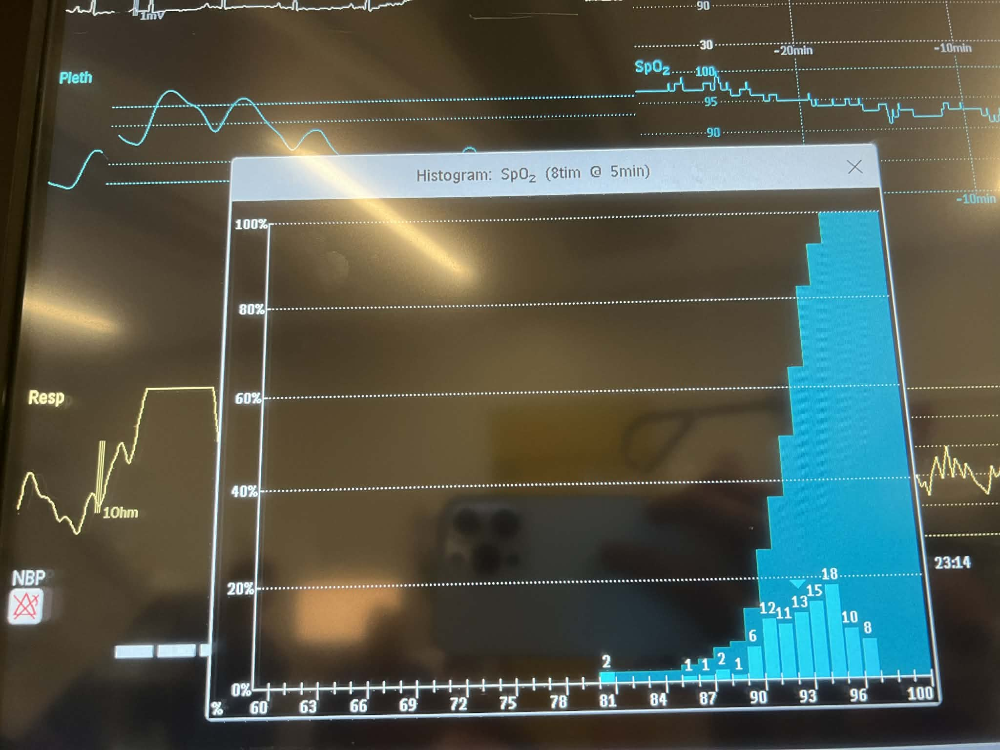 1mV
90
30
-20min
-10min
Pleth
SpO₂
100
95
90
-10min
Histogram: SpO₂ (8tim @ 5min)
100%
80%
60%
40%
20%
0%
2
1
1
2
1
6
12
11
13
15
18
10
8
% 60 63 66 69 72 75 78 81 84 87 90 93 96 100
Resp
1Ohm
NBP
23:14